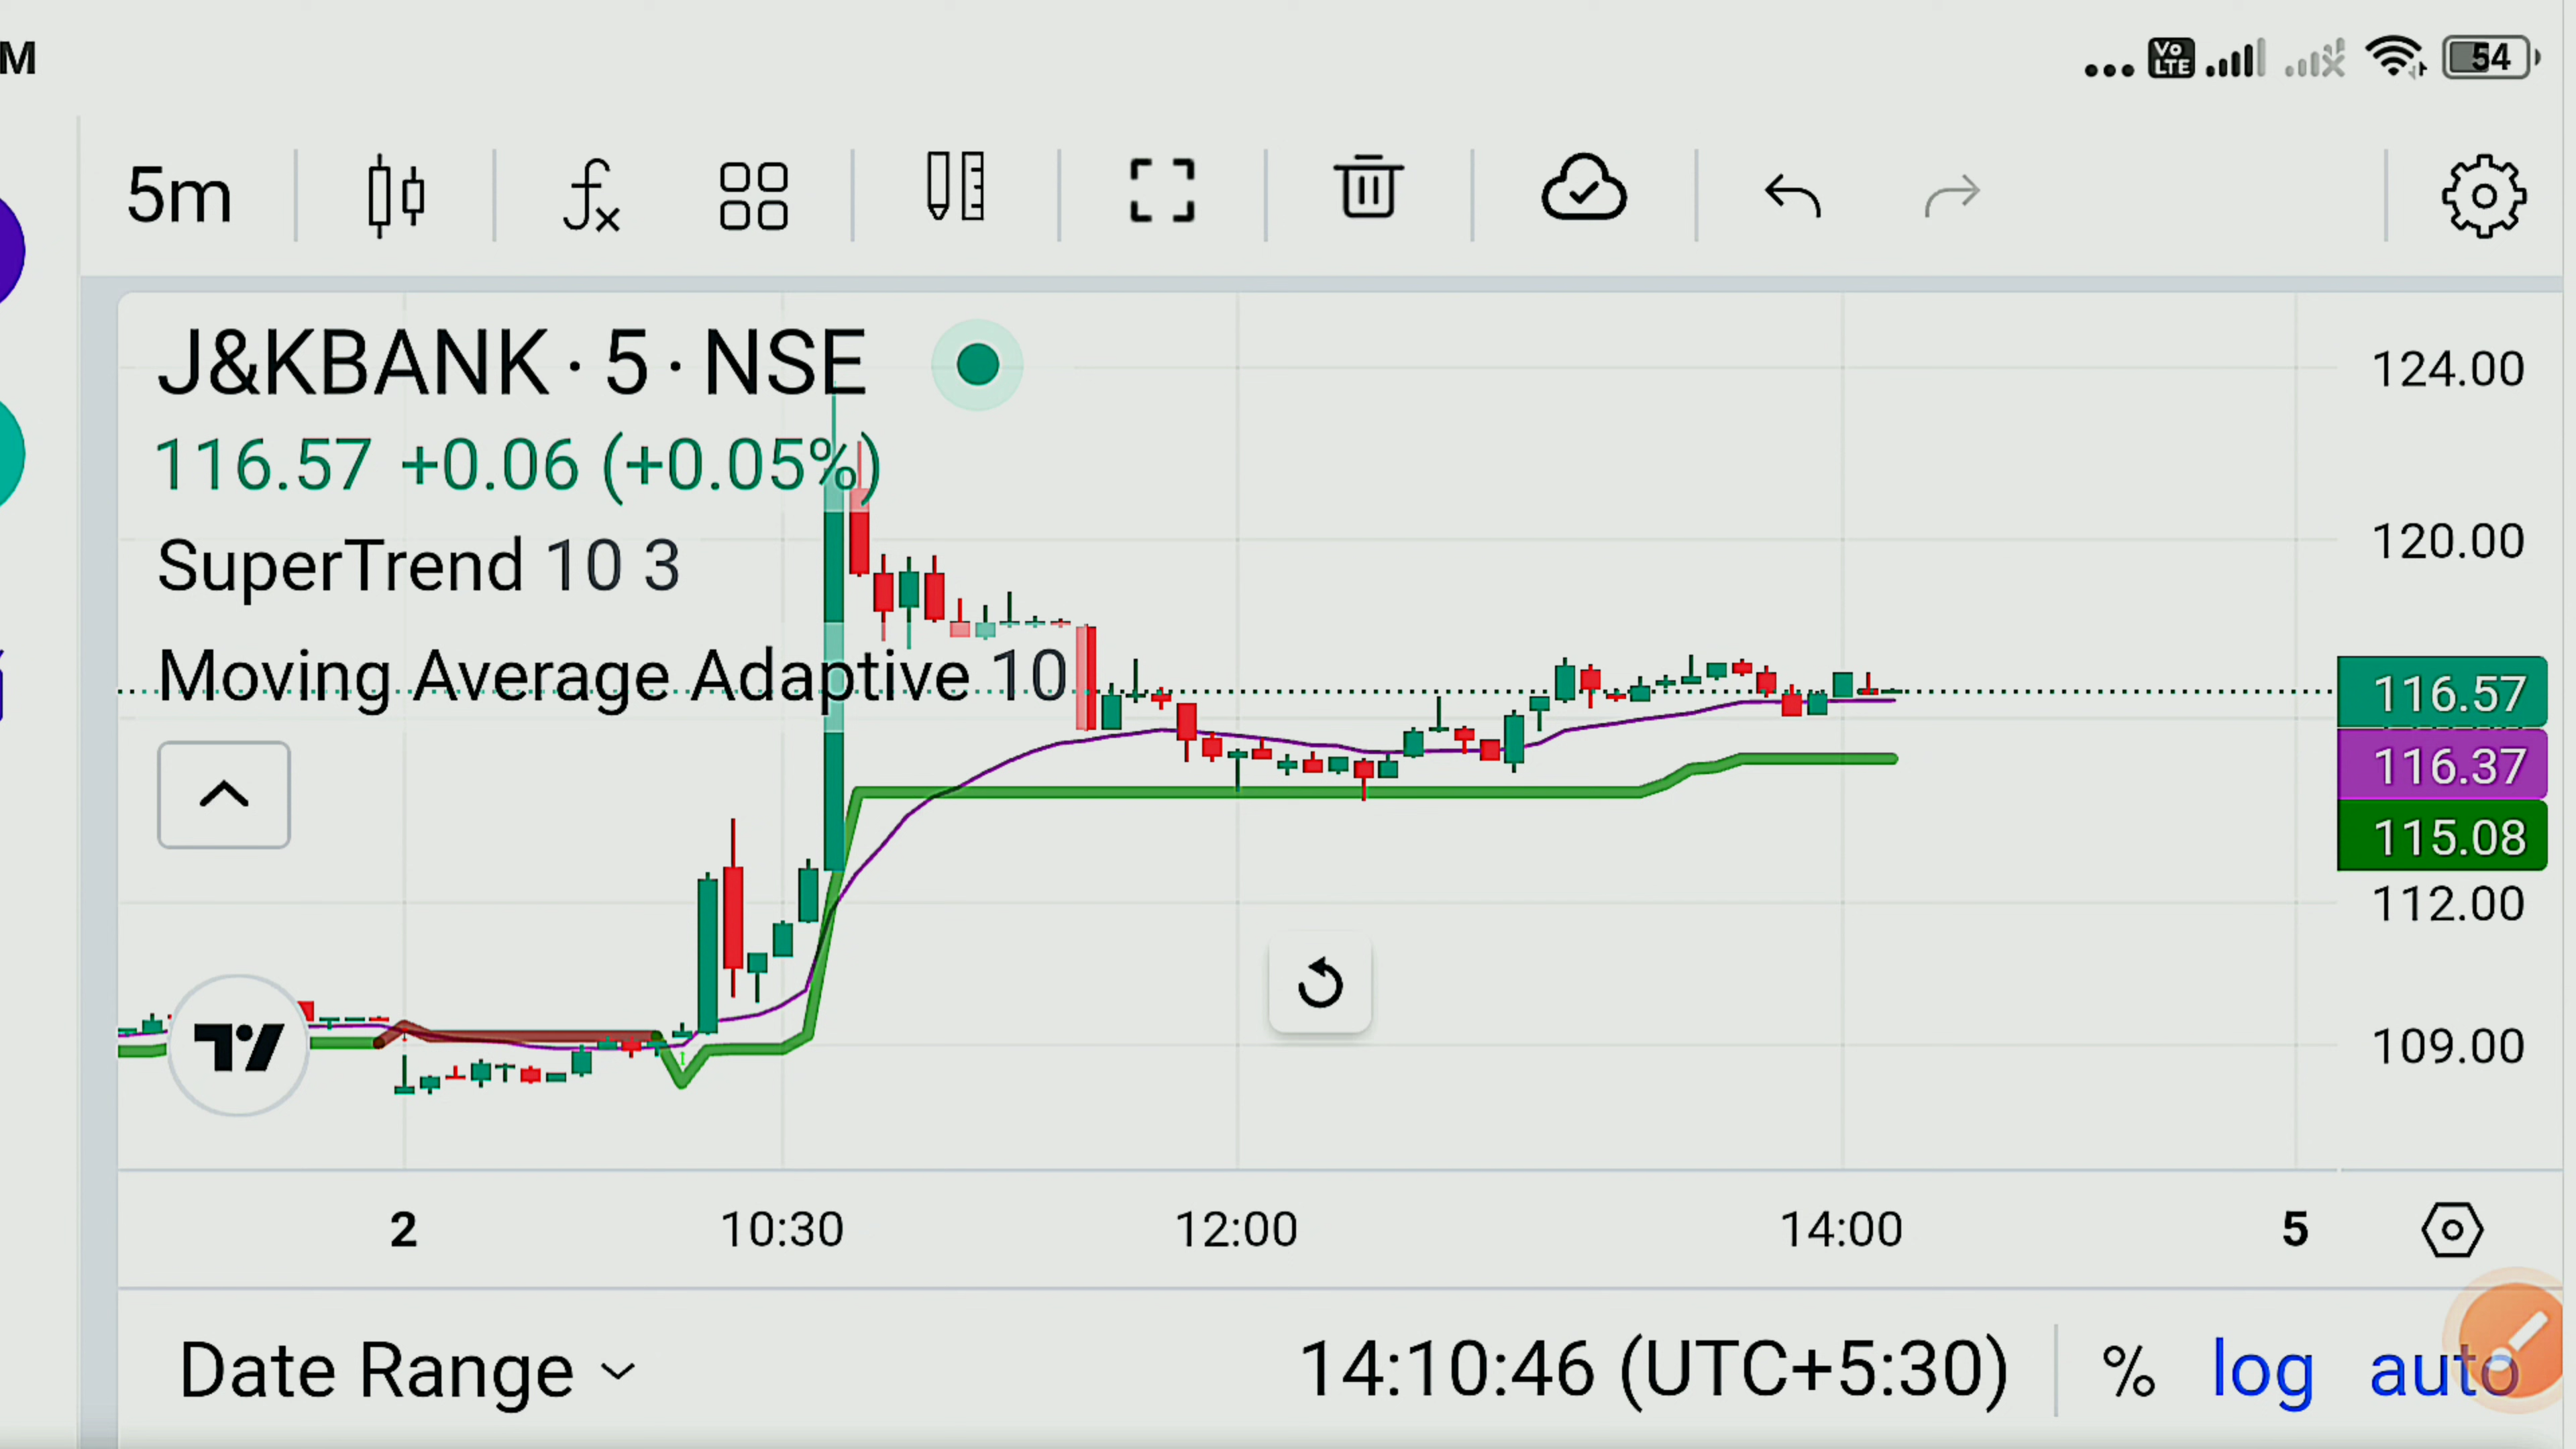 M
Vo LTE
54
5m
J&KBANK · 5 · NSE
116.57 +0.06 (+0.05%)
SuperTrend 10 3
Moving Average Adaptive 10
124.00
120.00
116.57
116.37
115.08
112.00
109.00
2 10:30 12:00 14:00 5
Date Range 14:10:46 (UTC+5:30) % log auto